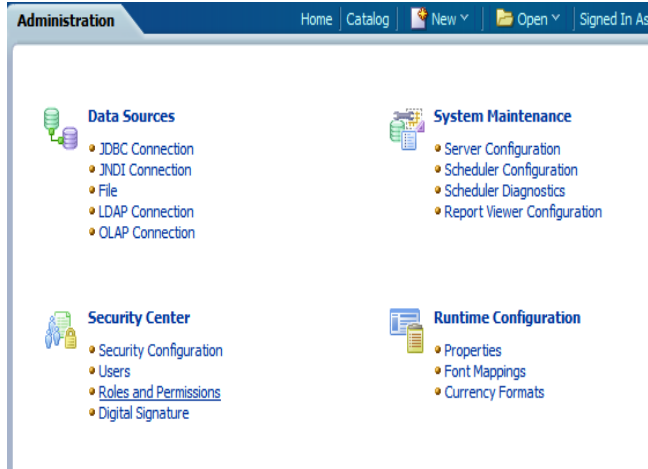 Administration
Home Catalog New Open Signed In As
Data Sources
JDBC Connection
JNDI Connection
File
LDAP Connection
OLAP Connection
System Maintenance
Server Configuration
Scheduler Configuration
Scheduler Diagnostics
Report Viewer Configuration
Security Center
Security Configuration
Users
Roles and Permissions
Digital Signature
Runtime Configuration
Properties
Font Mappings
Currency Formats